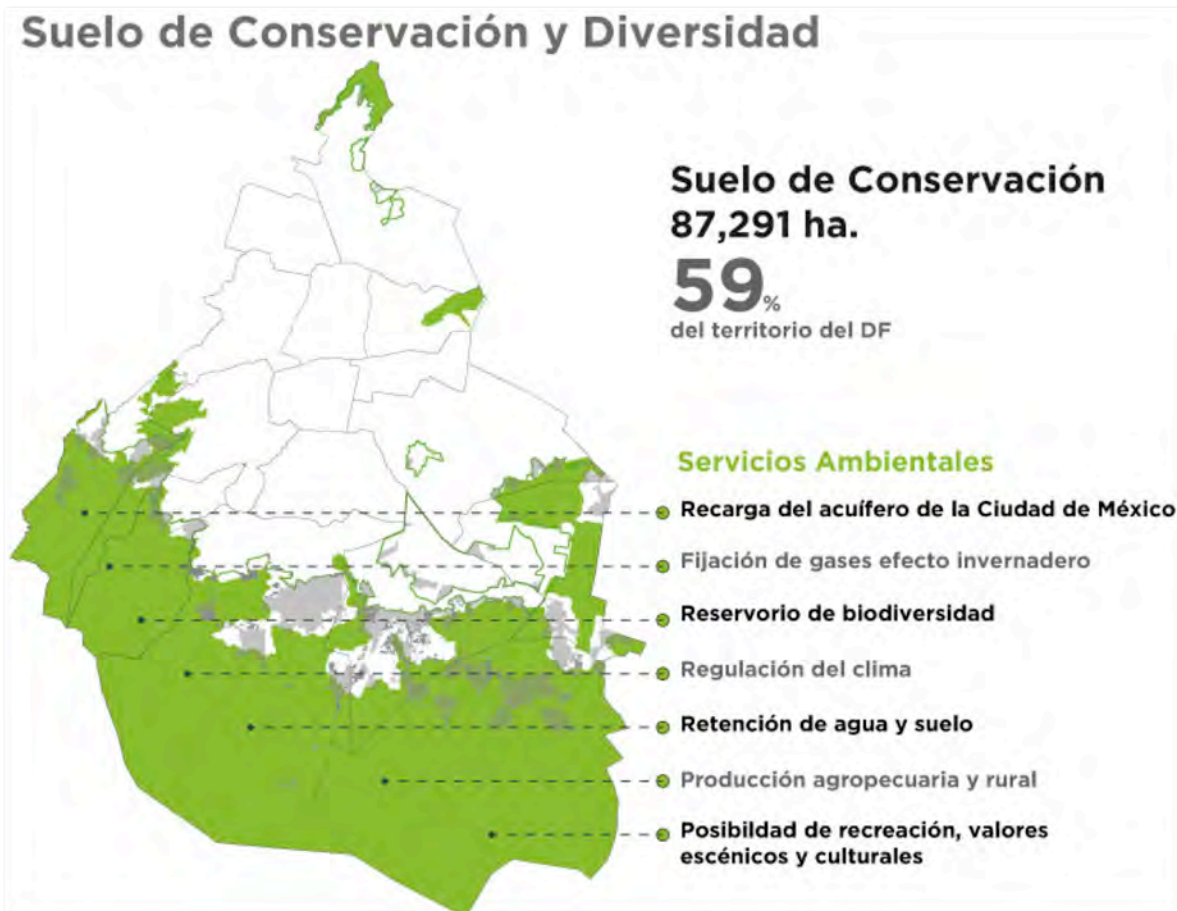 Suelo de Conservación y Diversidad
Suelo de Conservación
87,291 ha.
59%
del territorio del DF
Servicios Ambientales
Recarga del acuífero de la Ciudad de México
Fijación de gases efecto invernadero
Reservorio de biodiversidad
Regulación del clima
Retención de agua y suelo
Producción agropecuaria y rural
Posibildad de recreación, valores
escénicos y culturales